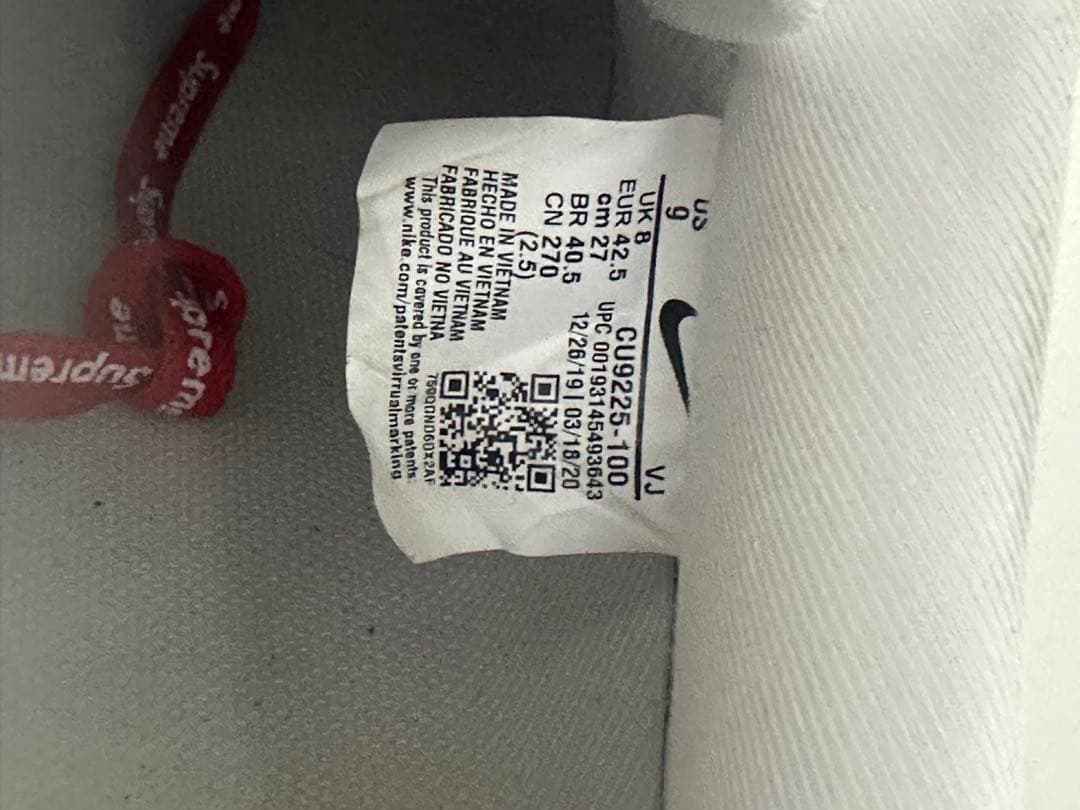 US
9
UK 8
EUR 42.5
cm 27
BR 40.5
CN 270
(2.5)
VJ
CU9225-100
UPC 00193145493643
12/26/19 | 03/18/20
MADE IN VIETNAM
HECHO EN VIETNAM
FABRIQUE AU VIETNAM
FABRICADO NO VIETNA
This product is covered by one or more patents
www.nike.com/patentsvirrualmarking
Supreme
Supreme